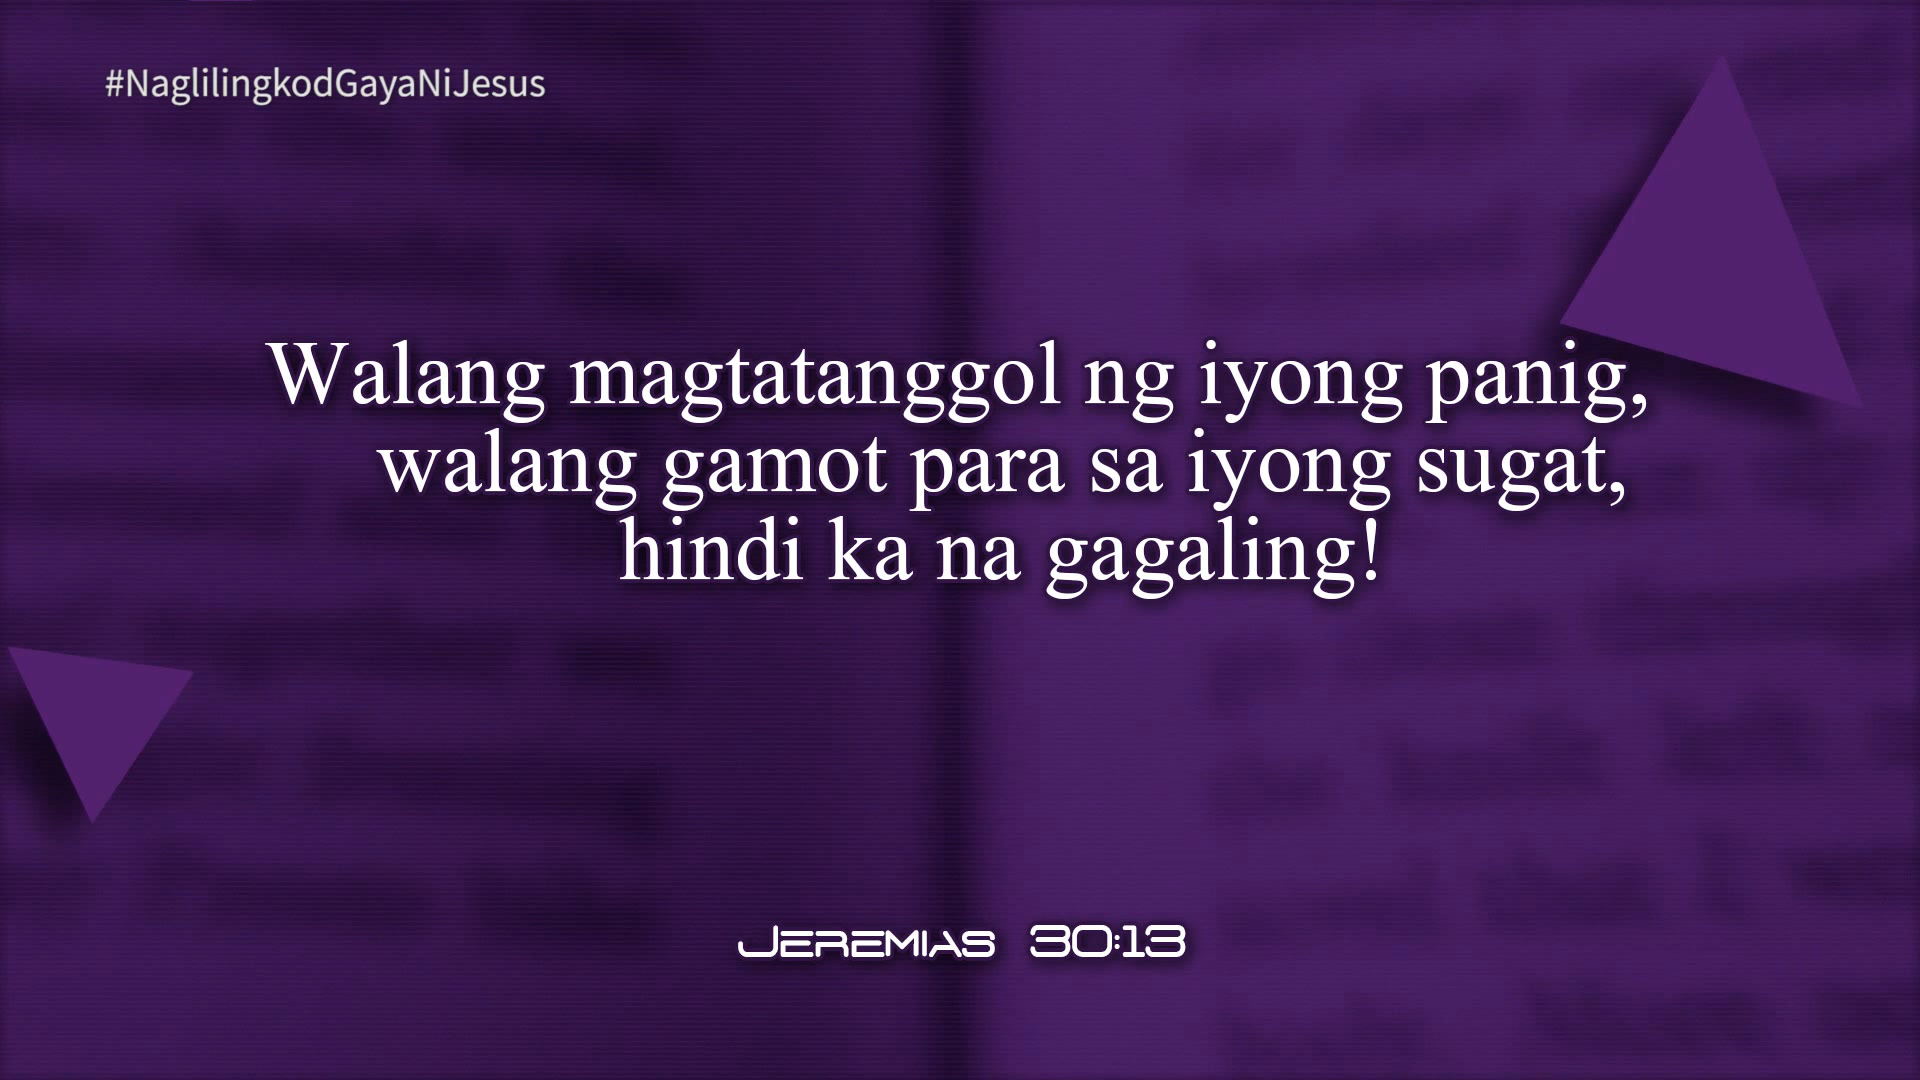 #NaglilingkodGayaNiJesus
Walang magtatanggol ng iyong panig,
walang gamot para sa iyong sugat,
hindi ka na gagaling!
Jeremias 30:13